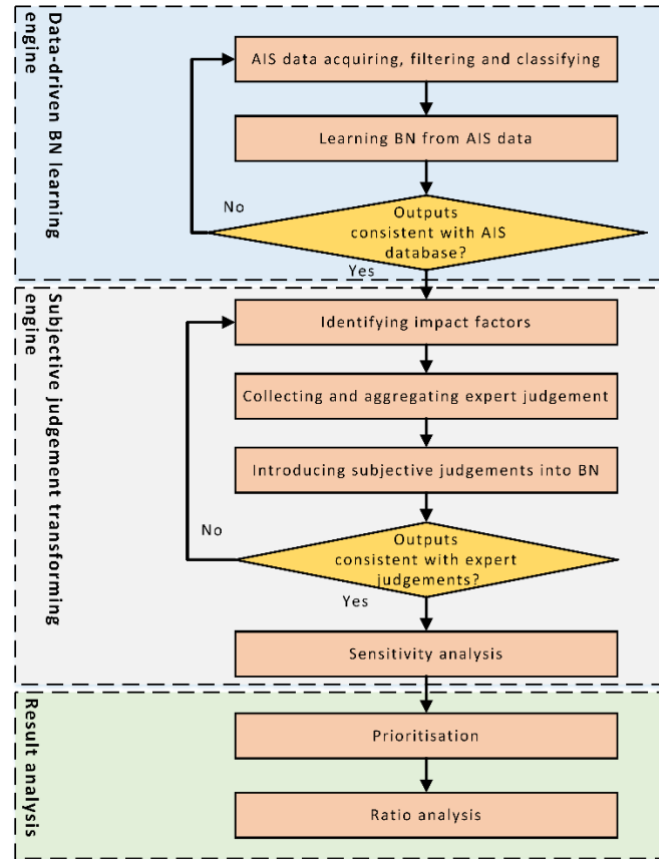 Data-driven BN learning
engine
AIS data acquiring, filtering and classifying
Learning BN from AIS data
No
Outputs
consistent with AIS
database?
Yes
Subjective judgement transforming
engine
Identifying impact factors
Collecting and aggregating expert judgement
Introducing subjective judgements into BN
No
Outputs
consistent with expert
judgements?
Yes
Sensitivity analysis
Result analysis
Prioritisation
Ratio analysis